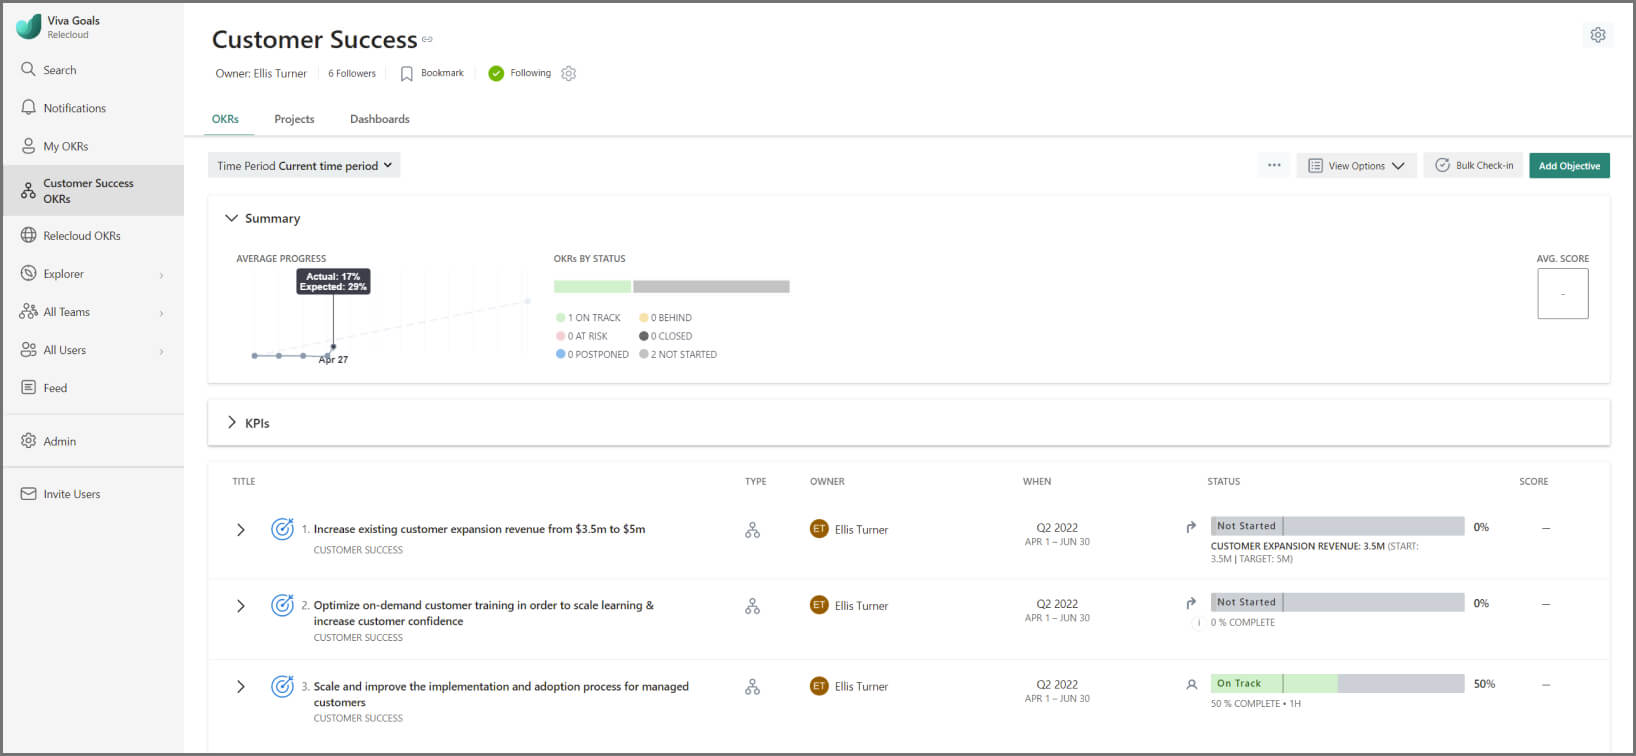 Viva Goals
Relecloud
Search
Notifications
My OKRs
Customer Success
OKRs
Relecloud OKRs
Explorer
All Teams
All Users
Feed
Admin
Invite Users
Customer Success
Owner: Ellis Turner
6 Followers
Bookmark
Following
OKRs
Projects
Dashboards
Time Period Current time period
View Options
Bulk Check-in
Add Objective
Summary
AVERAGE PROGRESS
Actual: 17%
Expected: 29%
Apr 27
OKRs BY STATUS
1 ON TRACK
0 BEHIND
0 AT RISK
0 CLOSED
0 POSTPONED
2 NOT STARTED
AVG. SCORE
-
KPIs
TITLE
TYPE
OWNER
WHEN
STATUS
SCORE
1. Increase existing customer expansion revenue from $3.5m to $5m
CUSTOMER SUCCESS
ET Ellis Turner
Q2 2022
APR 1 – JUN 30
Not Started
0%
—
CUSTOMER EXPANSION REVENUE: 3.5M (START:
3.5M | TARGET: 5M)
2. Optimize on-demand customer training in order to scale learning &
increase customer confidence
CUSTOMER SUCCESS
ET Ellis Turner
Q2 2022
APR 1 – JUN 30
Not Started
0%
—
0 % COMPLETE
3. Scale and improve the implementation and adoption process for managed
customers
CUSTOMER SUCCESS
ET Ellis Turner
Q2 2022
APR 1 – JUN 30
On Track
50%
—
50 % COMPLETE • 1H